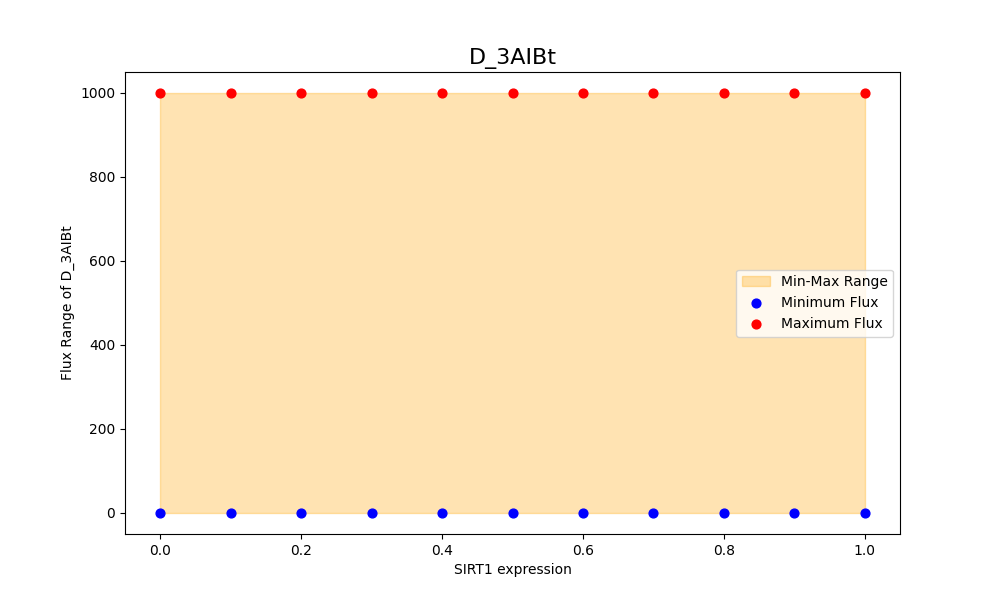 D_3AIBt
1000
800
600
400
200
0
Flux Range of D_3AIBt
Min-Max Range
Minimum Flux
Maximum Flux
0.0 0.2 0.4 0.6 0.8 1.0
SIRT1 expression